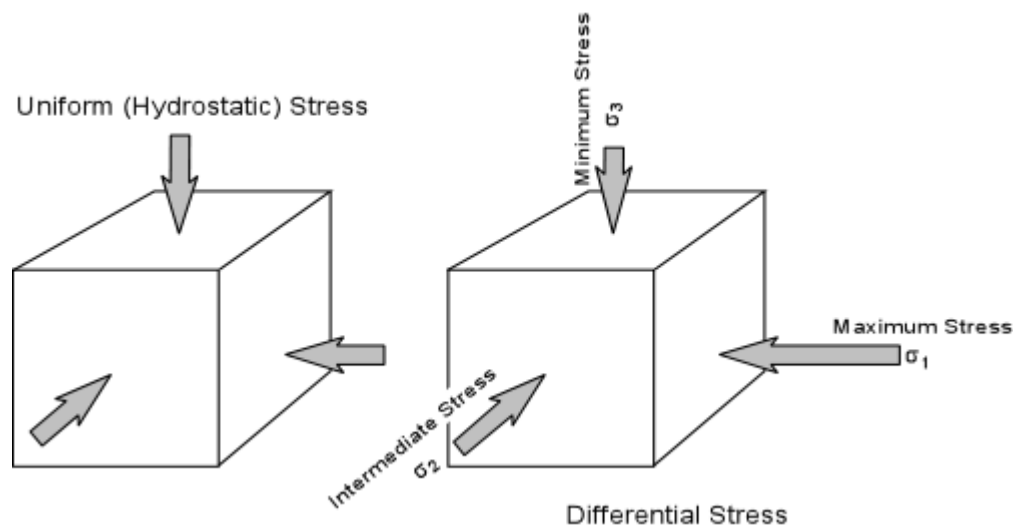 Uniform (Hydrostatic) Stress
Minimum Stress
σ3
Maximum Stress
σ1
Intermediate Stress
σ2
Differential Stress